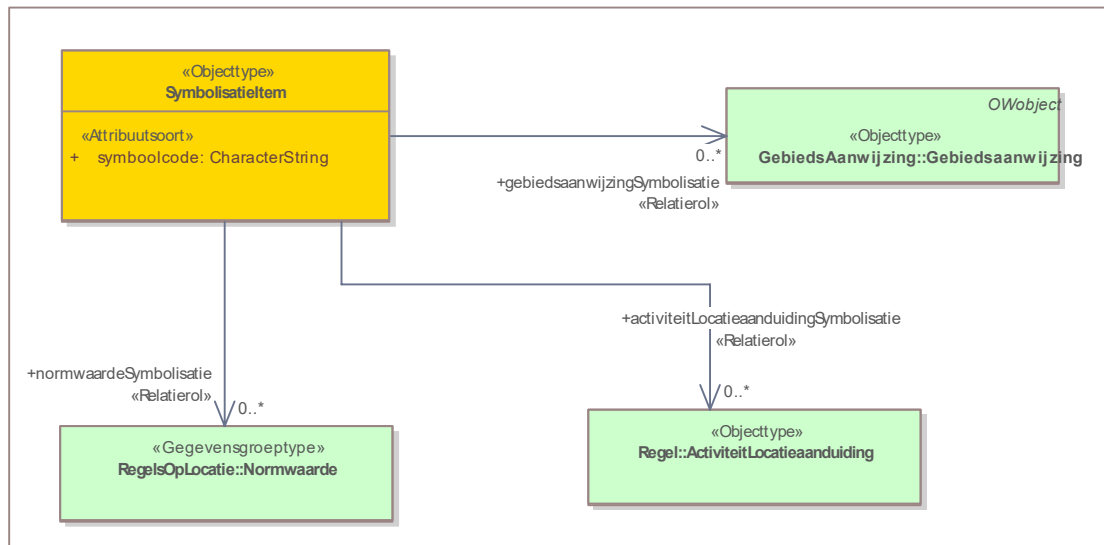 «Objecttype»
SymbolisatieItem
«Attribuutsoort»
+ symboolcode: CharacterString
OWobject
«Objecttype»
GebiedsAanwijzing::Gebiedsaanwijzing
0..*
+gebiedsaanwijzingSymbolisatie
«Relatierol»
+activiteitLocatieaanduidingSymbolisatie
«Relatierol»
+normwaardeSymbolisatie
«Relatierol»
0..*
0..*
«Gegevensgroeptype»
RegelsOpLocatie::Normwaarde
«Objecttype»
Regel::ActiviteitLocatieaanduiding